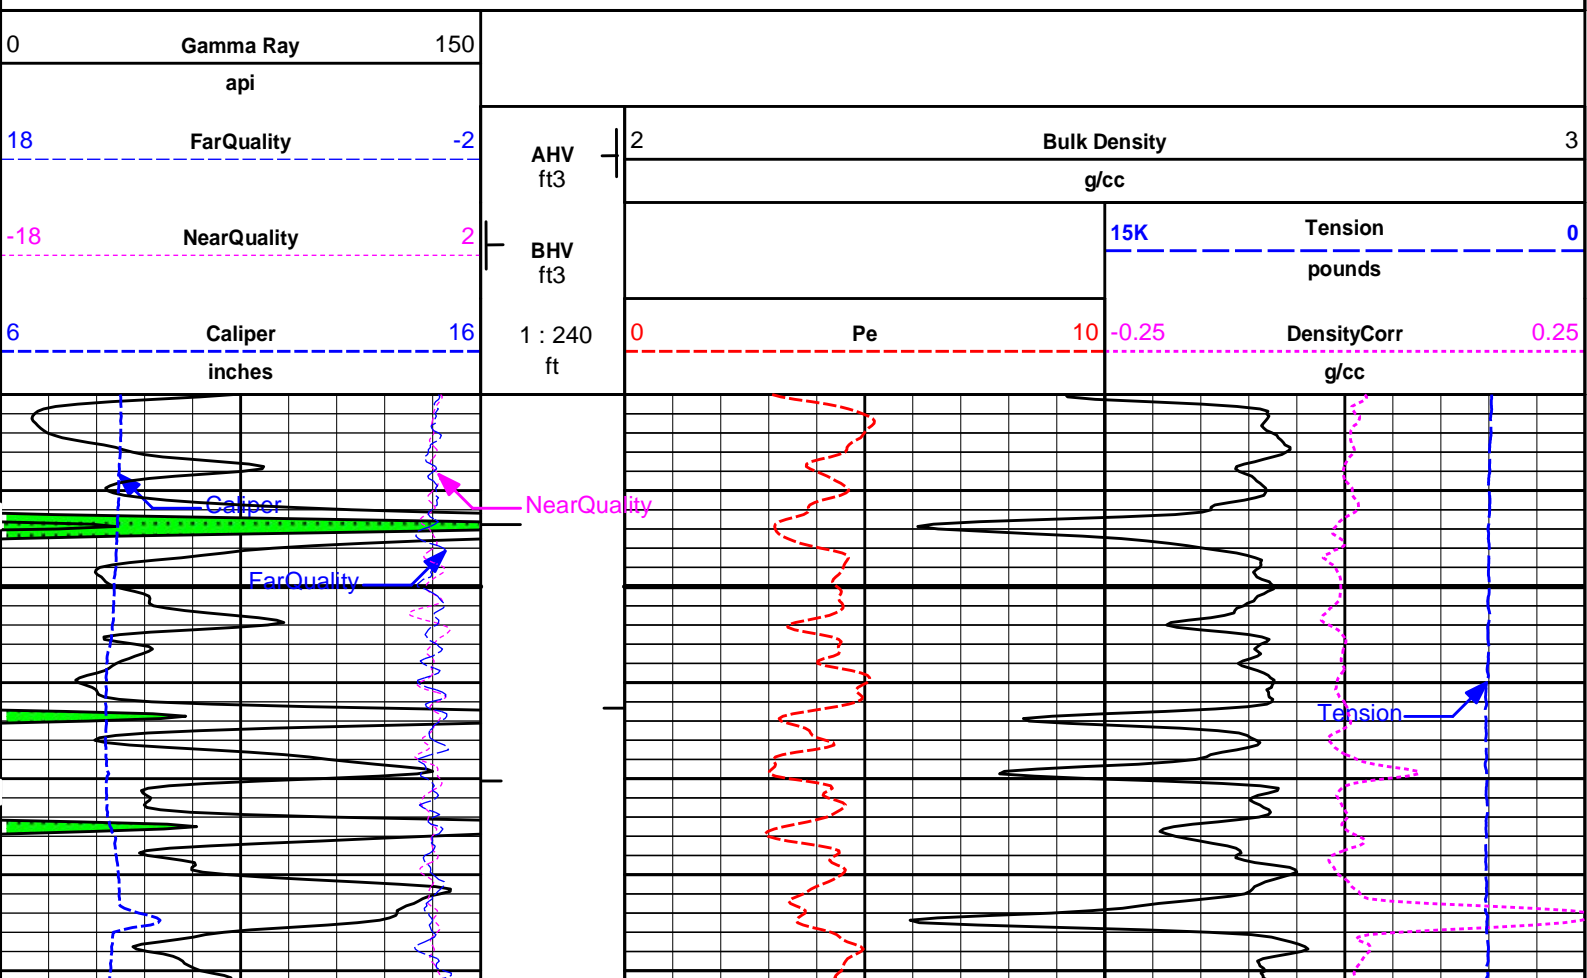 0 Gamma Ray 150
api
18 FarQuality -2
-18 NearQuality 2
6 Caliper 16
inches
AHV
ft3
BHV
ft3
1 : 240
ft
2 Bulk Density 3
g/cc
15K Tension 0
pounds
0 Pe 10
-0.25 DensityCorr 0.25
g/cc
Caliper
NearQuality
FarQuality
Tension